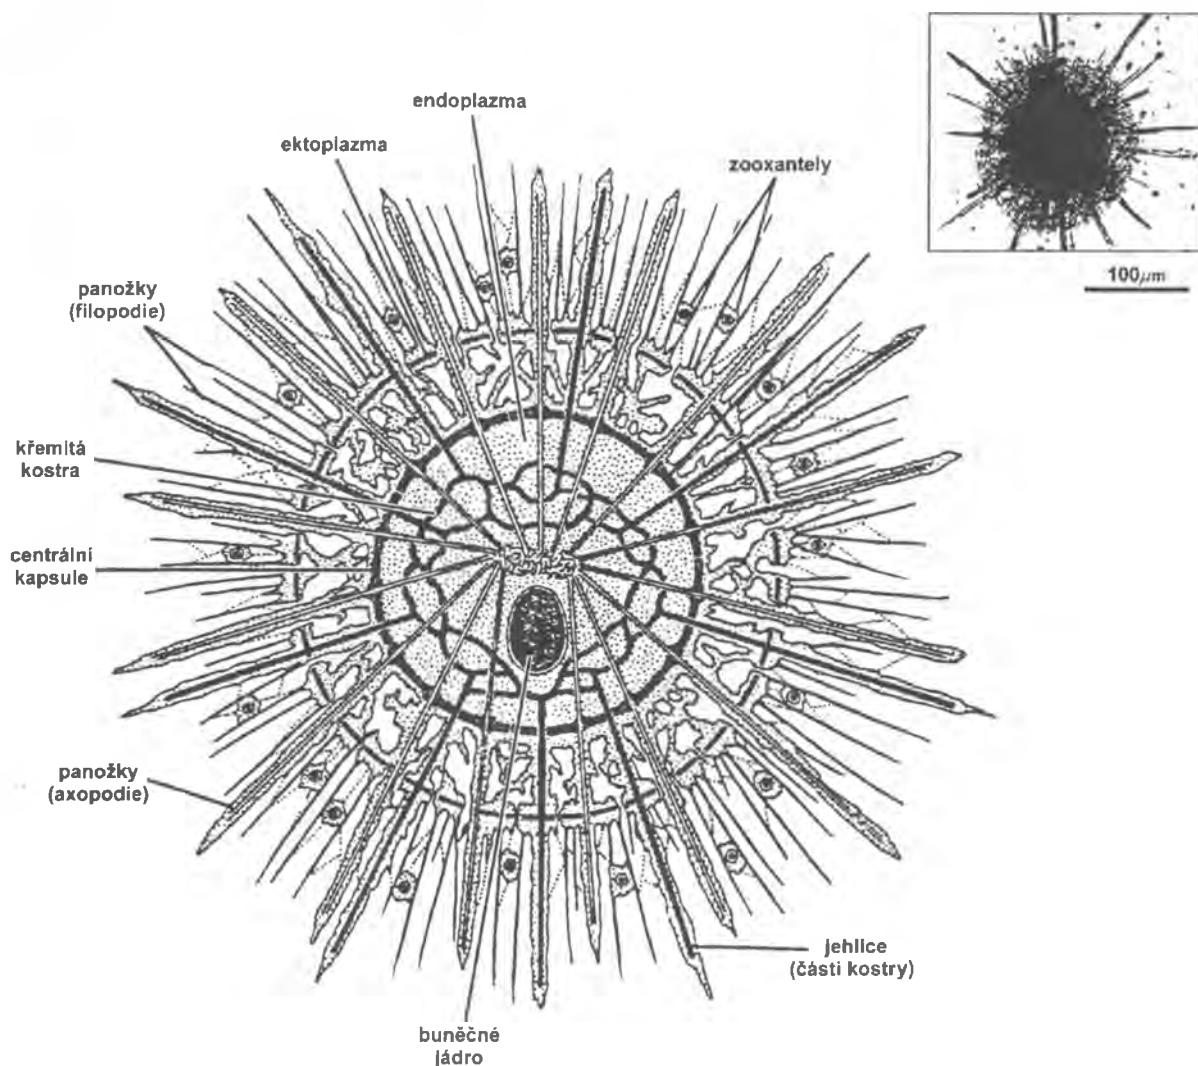 endoplazma
ektoplazma
zooxantely
100μm
panožky
(filopodie)
křemitá
kostra
centrální
kapsule
panožky
(axopodie)
jehlice
(části kostry)
buněčné
jádro